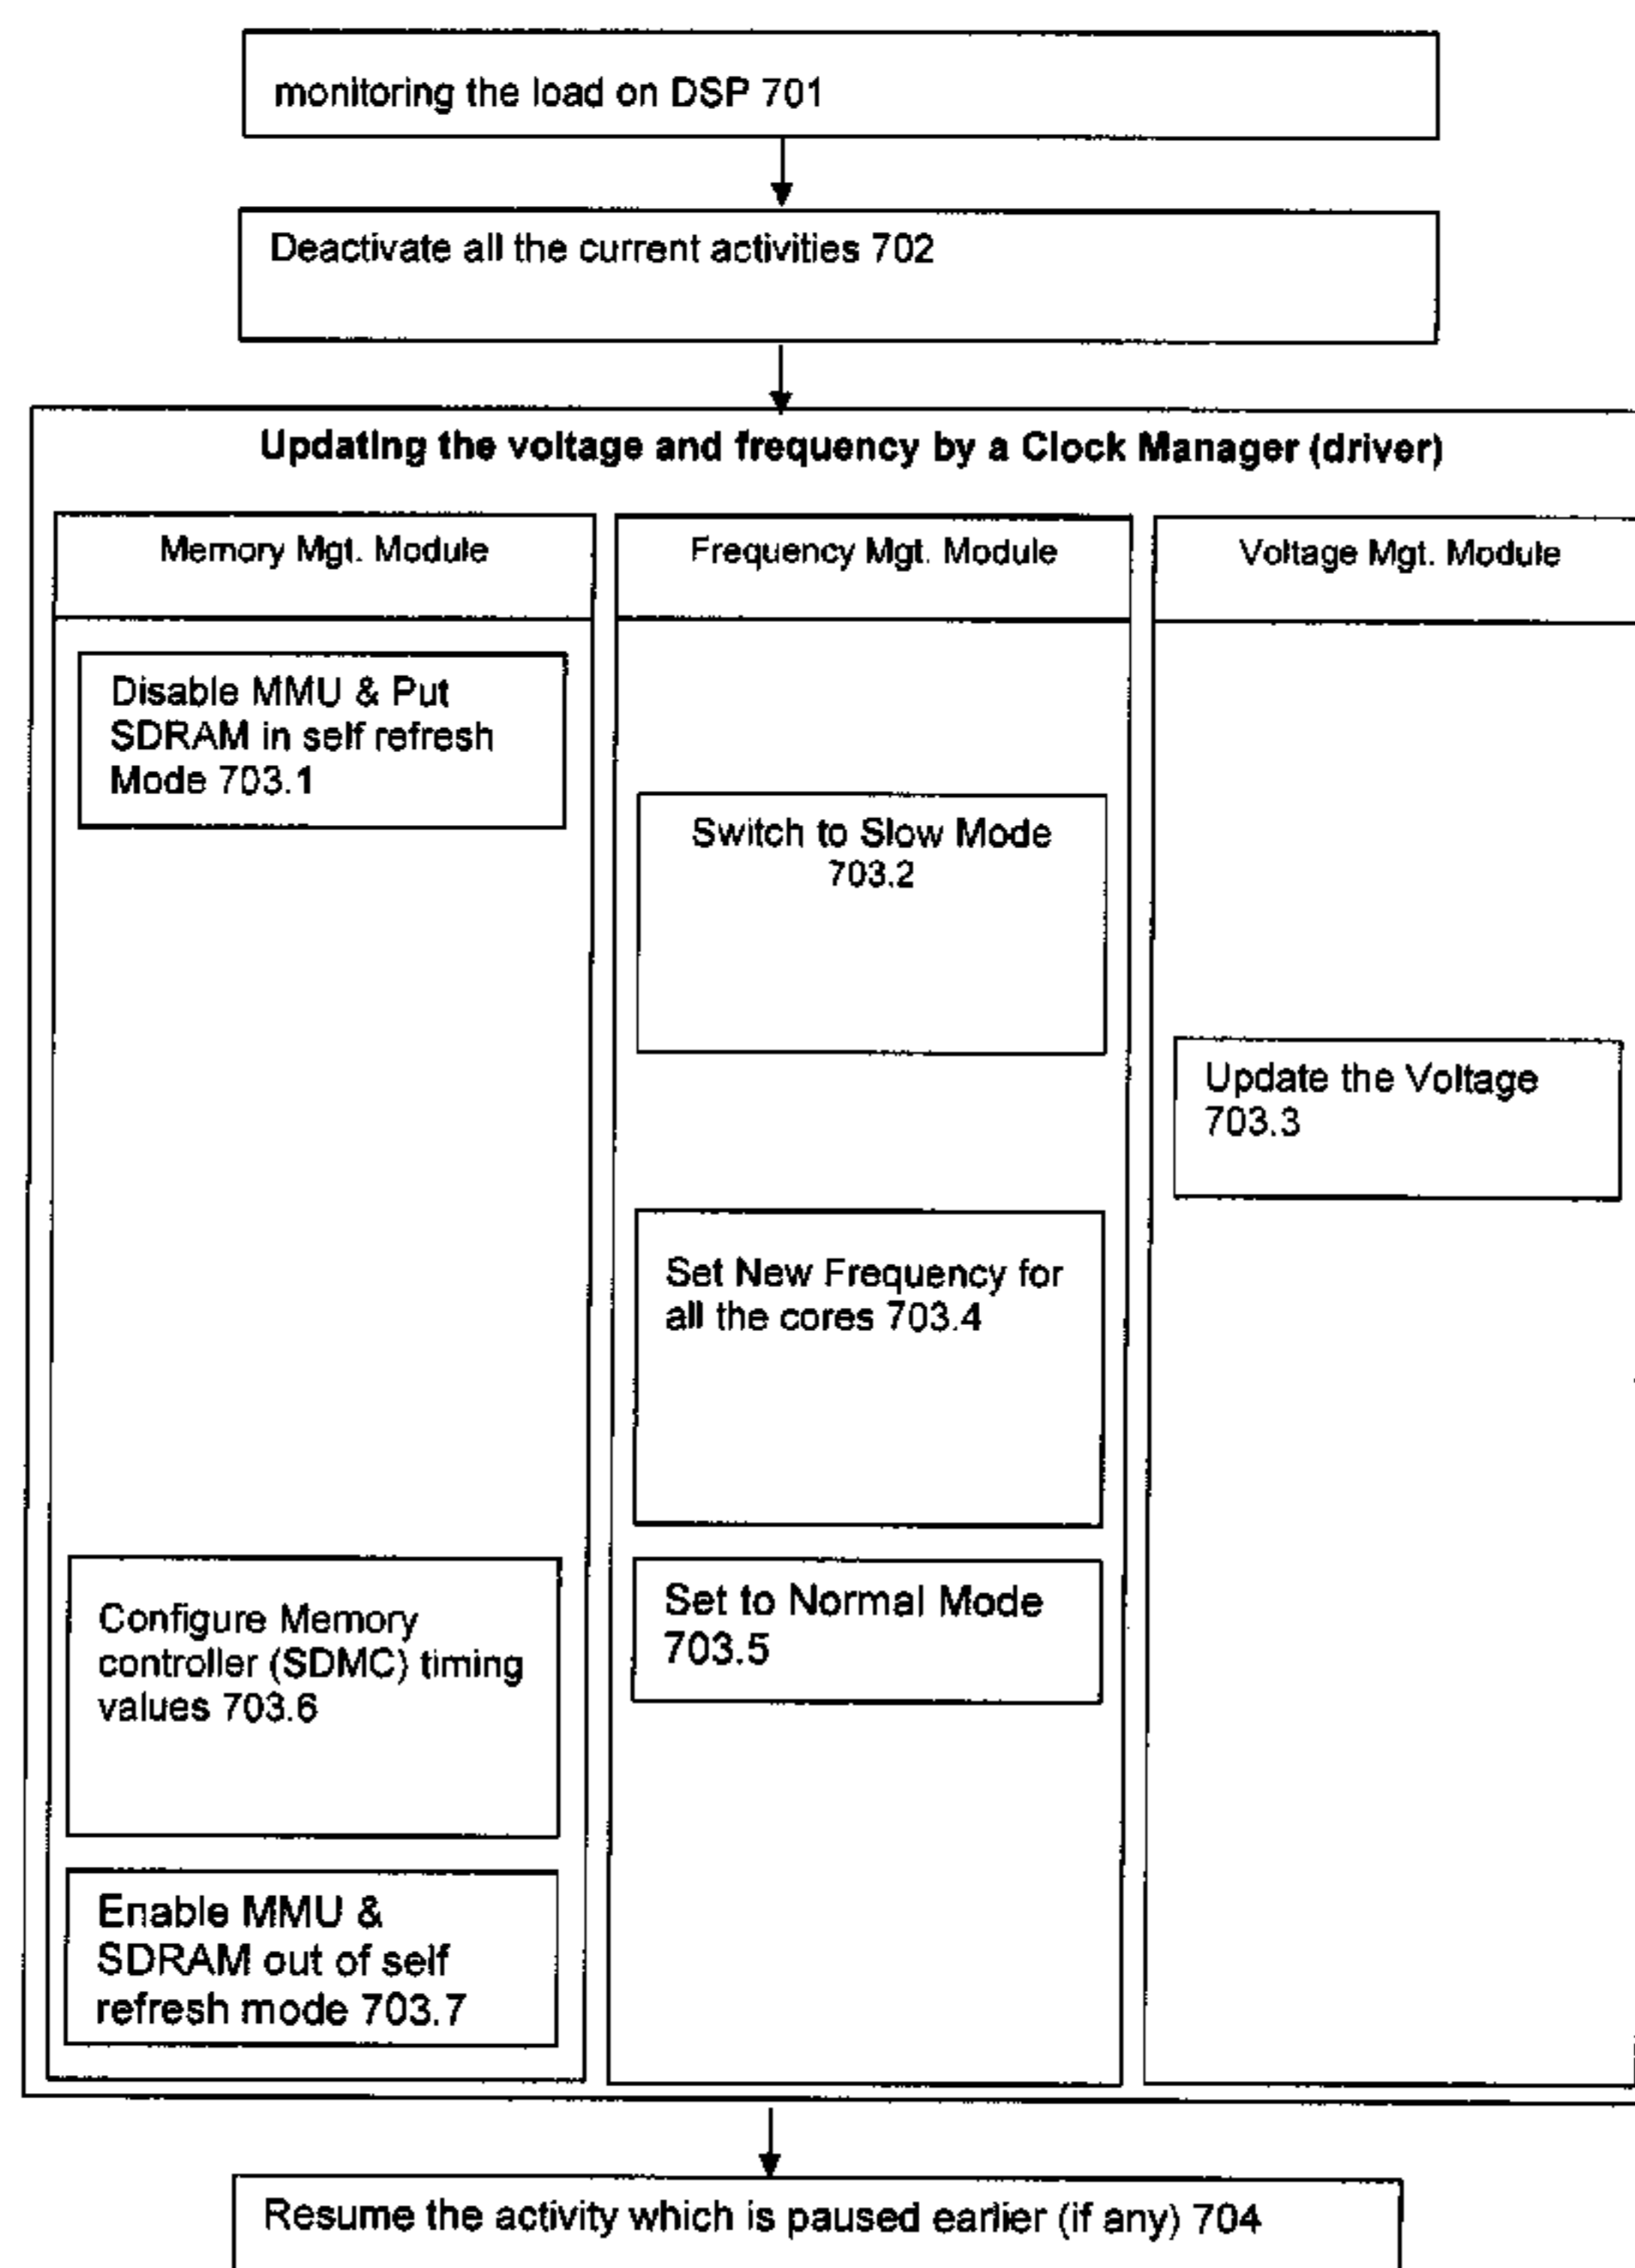 monitoring the load on DSP 701
Deactivate all the current activities 702
Updating the voltage and frequency by a Clock Manager (driver)
Memory Mgt. Module
Frequency Mgt. Module
Voltage Mgt. Module
Disable MMU & Put
SDRAM in self refresh
Mode 703.1
Switch to Slow Mode
703.2
Update the Voltage
703.3
Set New Frequency for
all the cores 703.4
Configure Memory
controller (SDMC) timing
values 703.6
Set to Normal Mode
703.5
Enable MMU &
SDRAM out of self
refresh mode 703.7
Resume the activity which is paused earlier (if any) 704